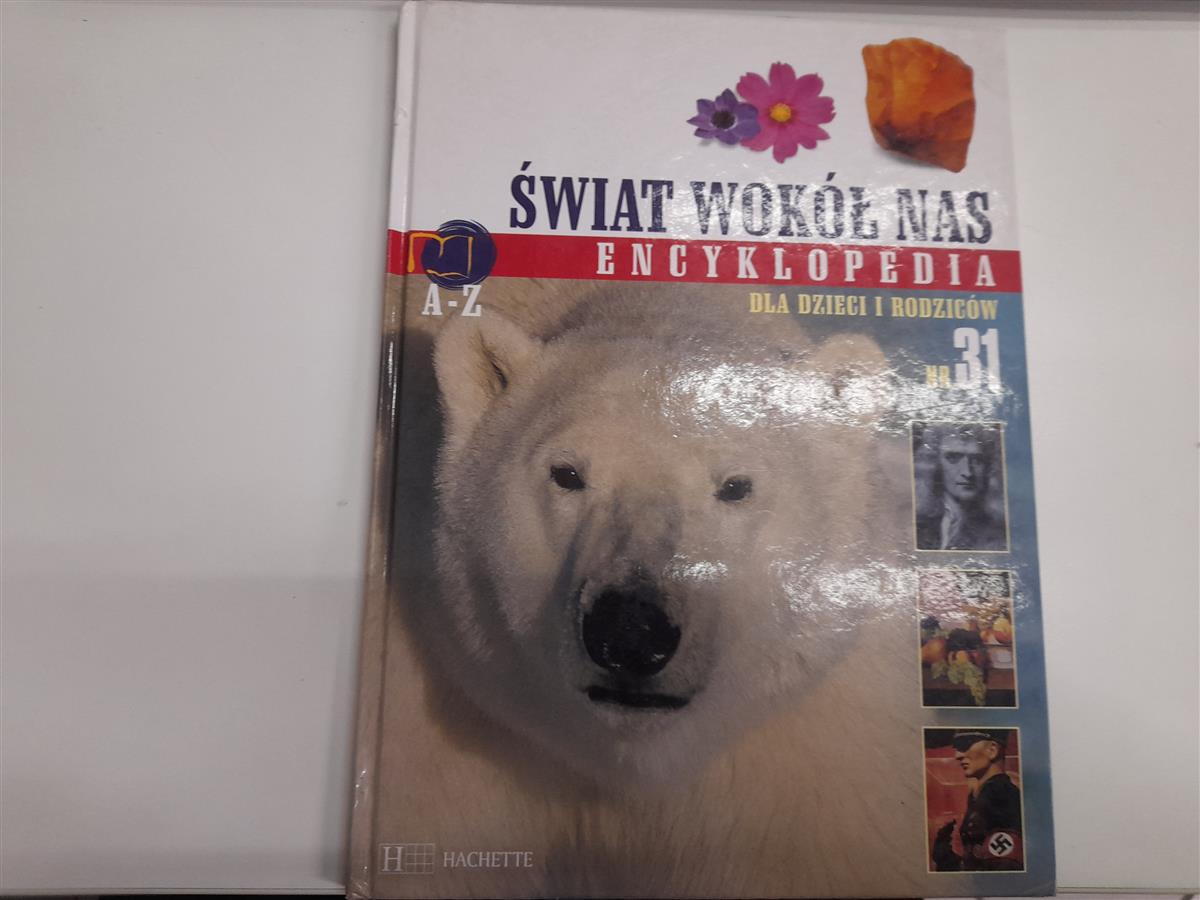 ŚWIAT WOKÓŁ NAS
ENCYKLOPEDIA
A-Z
DLA DZIECI I RODZICÓW
NR 31
H HACHETTE